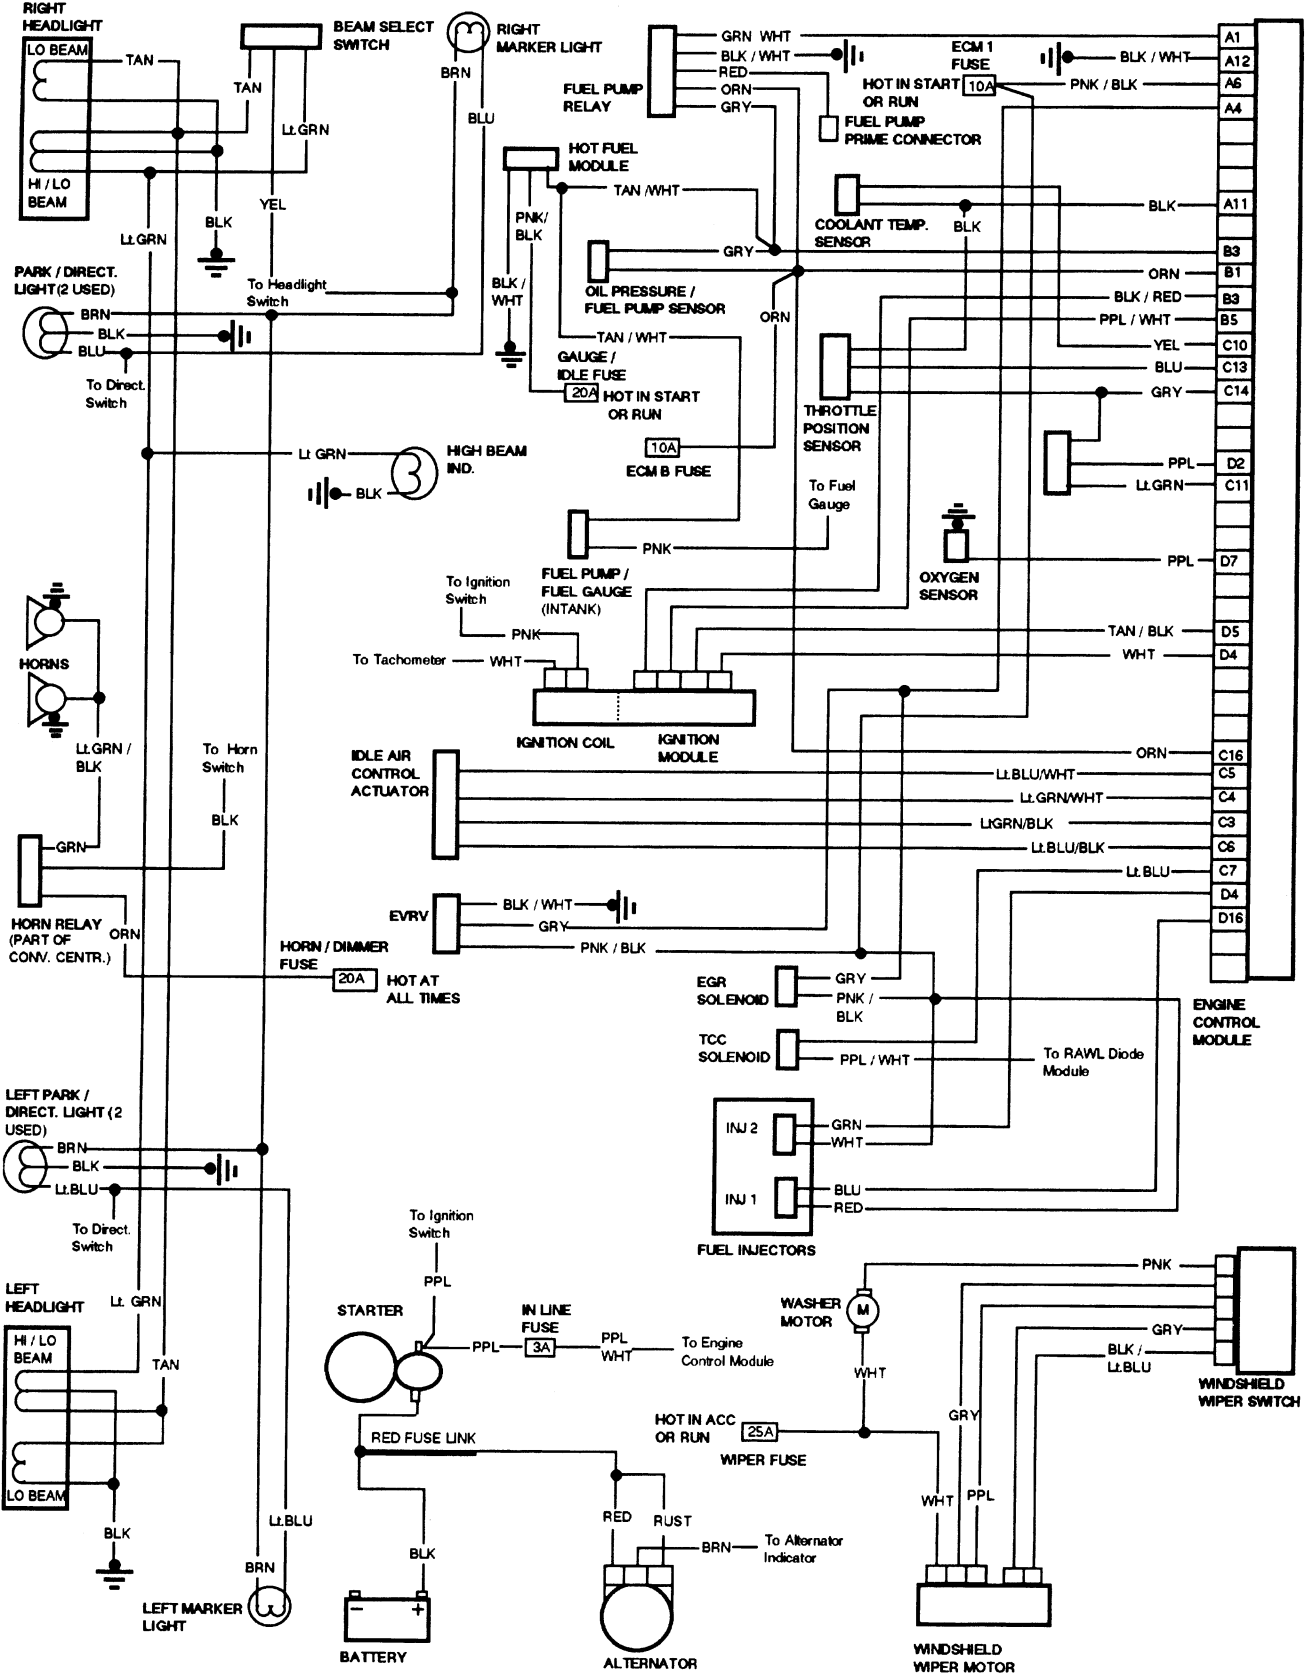 RIGHT
HEADLIGHT
LO BEAM
TAN
HI / LO
BEAM
BEAM SELECT
SWITCH
TAN
Lt.GRN
YEL
BLK
Lt.GRN
To Headlight
Switch
RIGHT
MARKER LIGHT
BRN
BLU
PARK / DIRECT.
LIGHT (2 USED)
BRN
BLK
BLU
To Direct.
Switch
FUEL PUMP
RELAY
GRN WHT
BLK / WHT
RED
ORN
GRY
FUEL PUMP
PRIME CONNECTOR
ECM 1
FUSE
HOT IN START
OR RUN
10A
BLK / WHT
PNK / BLK
A1
A12
A6
A4
HOT FUEL
MODULE
TAN / WHT
PNK/
BLK
BLK /
WHT
COOLANT TEMP.
SENSOR
BLK
BLK
A11
GRY
OIL PRESSURE /
FUEL PUMP SENSOR
ORN
B3
ORN
B1
BLK / RED
B3
PPL / WHT
B5
YEL
C10
BLU
C13
GRY
C14
TAN / WHT
GAUGE /
IDLE FUSE
20A
HOT IN START
OR RUN
THROTTLE
POSITION
SENSOR
10A
ECM B FUSE
Lt GRN
HIGH BEAM
IND.
BLK
PPL
D2
Lt.GRN
C11
To Fuel
Gauge
PNK
FUEL PUMP /
FUEL GAUGE
(INTANK)
OXYGEN
SENSOR
PPL
D7
To Ignition
Switch
PNK
To Tachometer
WHT
TAN / BLK
D5
WHT
D4
IGNITION COIL
IGNITION
MODULE
HORNS
Lt.GRN /
BLK
To Horn
Switch
BLK
IDLE AIR
CONTROL
ACTUATOR
ORN
C16
Lt.BLU/WHT
C5
Lt.GRN/WHT
C4
LtGRN/BLK
C3
Lt.BLU/BLK
C6
Lt.BLU
C7
D4
D16
GRN
HORN RELAY
(PART OF
CONV. CENTR.)
ORN
EVRV
BLK / WHT
GRY
PNK / BLK
HORN / DIMMER
FUSE
20A
HOT AT
ALL TIMES
EGR
SOLENOID
GRY
PNK /
BLK
TCC
SOLENOID
PPL / WHT
To RAWL Diode
Module
ENGINE
CONTROL
MODULE
LEFT PARK /
DIRECT. LIGHT (2
USED)
BRN
BLK
Lt.BLU
To Direct.
Switch
INJ 2
GRN
WHT
INJ 1
BLU
RED
FUEL INJECTORS
To Ignition
Switch
PPL
STARTER
PPL
IN LINE
FUSE
3A
PPL
WHT
To Engine
Control Module
LEFT
HEADLIGHT
HI / LO
BEAM
Lt. GRN
TAN
LO BEAM
BLK
WASHER
MOTOR
M
PNK
GRY
BLK /
Lt.BLU
WINDSHIELD
WIPER SWITCH
WHT
HOT IN ACC
OR RUN
25A
WIPER FUSE
GRY
WHT
PPL
RED FUSE LINK
RED
RUST
BRN
To Alternator
Indicator
BLK
Lt.BLU
BRN
LEFT MARKER
LIGHT
−
+
BATTERY
ALTERNATOR
WINDSHIELD
WIPER MOTOR